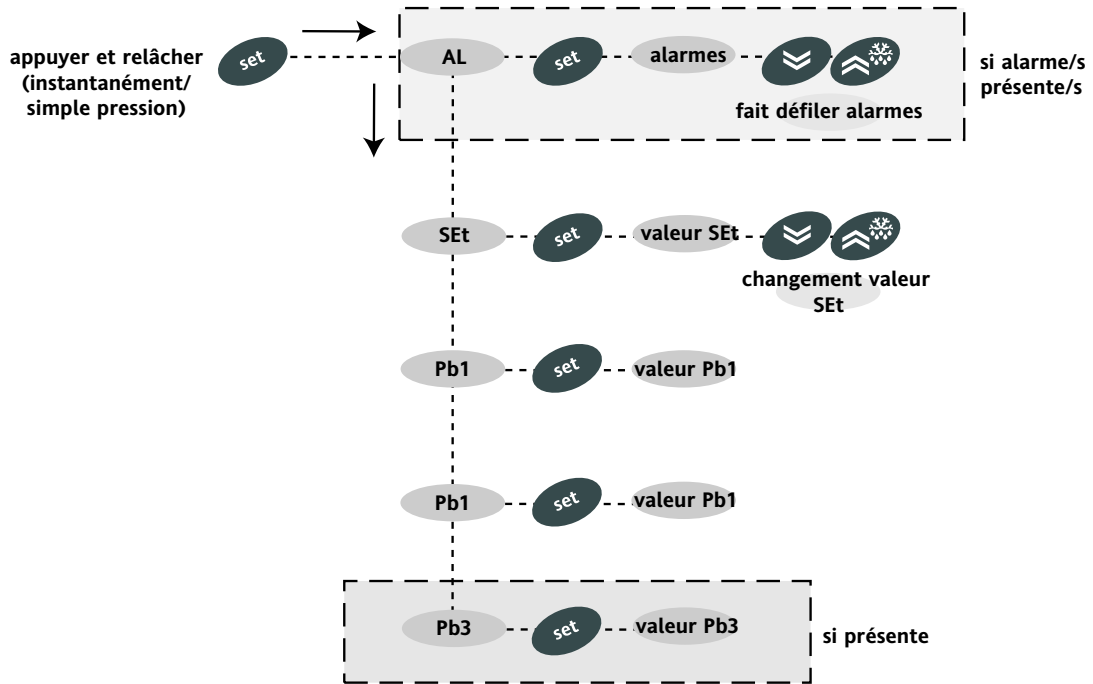 appuyer et relâcher
(instantanément/
simple pression)
set
AL
set
alarmes
fait défiler alarmes
si alarme/s
présente/s
SEt
set
valeur SEt
changement valeur
SEt
Pb1
set
valeur Pb1
Pb1
set
valeur Pb1
Pb3
set
valeur Pb3
si présente